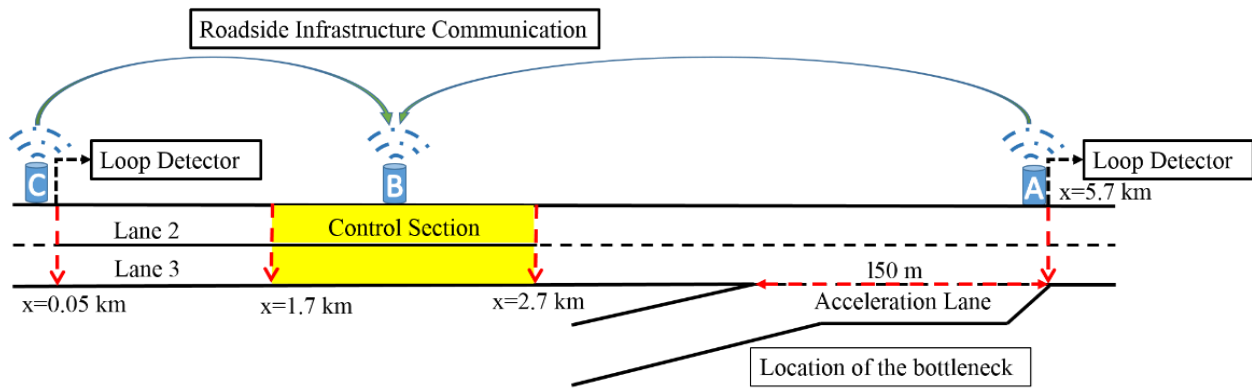 Roadside Infrastructure Communication
Loop Detector
Loop Detector
C
B
A
x=5.7 km
Lane 2
Control Section
Lane 3
150 m
x=0.05 km
x=1.7 km
x=2.7 km
Acceleration Lane
Location of the bottleneck